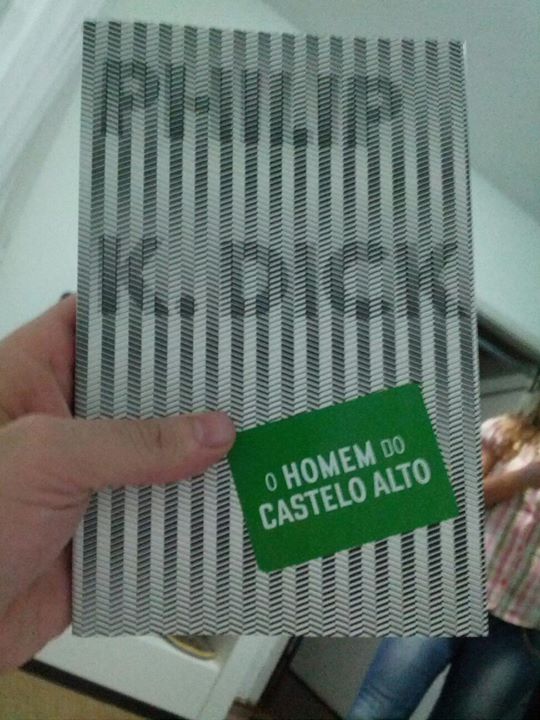 PHILIP
K. DICK
O HOMEM DO
CASTELO ALTO